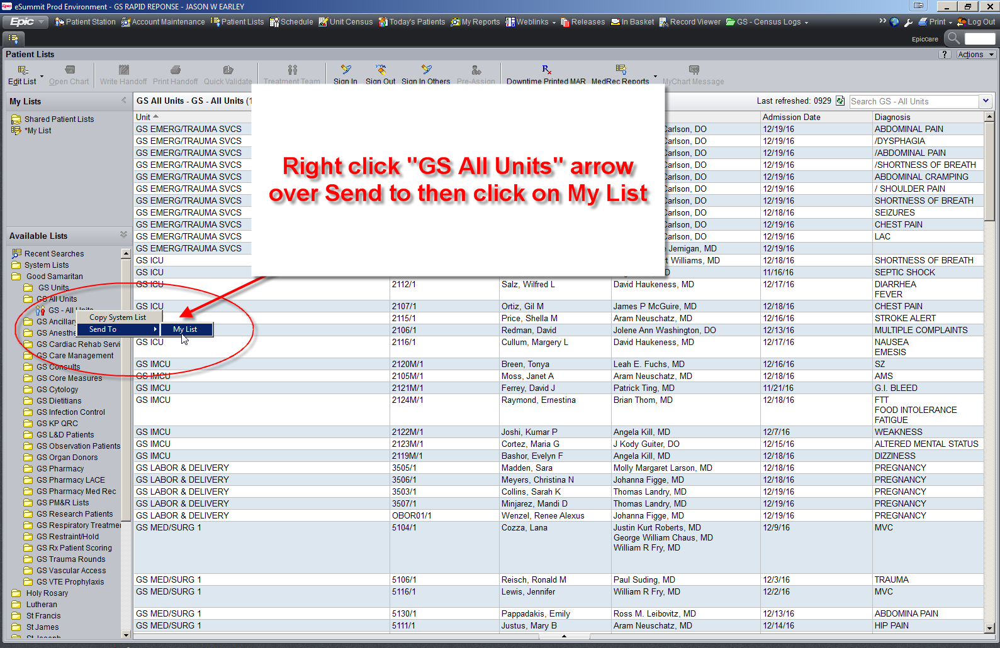 eSummit Prod Environment - GS RAPID REPONSE - JASON W EARLEY
Epic Patient Station Account Maintenance Patient Lists Schedule Unit Census Today's Patients My Reports Weblinks Releases In Basket Record Viewer GS - Census Logs Print Log Out
EpicCare
Patient Lists ? Actions
Edit List Open Chart Write Handoff Print Handoff Quick Validate Treatment Team Sign In Sign Out Sign In Others Pre-Assign Downtime Printed MAR MedRec Reports MyChart Message
My Lists
Shared Patient Lists
*My List
Available Lists
Recent Searches
System Lists
Good Samaritan
GS Units
GS All Units
GS - All Units
GS Ancillary
GS Anesthe
GS Cardiac Rehab Servi
GS Care Management
GS Consults
GS Core Measures
GS Cytology
GS Dietitians
GS Infection Control
GS KP QRC
GS L&D Patients
GS Observation Patients
GS Organ Donors
GS Pharmacy
GS Pharmacy LACE
GS Pharmacy Med Rec
GS PM&R Lists
GS Research Patients
GS Respiratory Treatmer
GS Restraint/Hold
GS Rx Patient Scoring
GS Trauma Rounds
GS Vascular Access
GS VTE Prophylaxis
Holy Rosary
Lutheran
St Francis
St James
St Joseph
Copy System List
Send To
My List
Right click "GS All Units" arrow
over Send to then click on My List
GS All Units - GS - All Units (1
Last refreshed: 0929 Search GS - All Units
Unit Admission Date Diagnosis
GS EMERG/TRAUMA SVCS Carlson, DO 12/19/16 ABDOMINAL PAIN
GS EMERG/TRAUMA SVCS Carlson, DO 12/19/16 /DYSPHAGIA
GS EMERG/TRAUMA SVCS Carlson, DO 12/19/16 /ABDOMINAL PAIN
GS EMERG/TRAUMA SVCS Carlson, DO 12/19/16 /SHORTNESS OF BREATH
GS EMERG/TRAUMA SVCS Carlson, DO 12/19/16 ABDOMINAL CRAMPING
GS EMERG/TRAUMA SVCS Carlson, DO 12/19/16 / SHOULDER PAIN
GS EMERG/TRAUMA SVCS Carlson, DO 12/19/16 SHORTNESS OF BREATH
GS EMERG/TRAUMA SVCS Carlson, DO 12/18/16 SEIZURES
GS EMERG/TRAUMA SVCS Carlson, DO 12/19/16 CHEST PAIN
GS EMERG/TRAUMA SVCS Carlson, DO 12/19/16 LAC
GS EMERG/TRAUMA SVCS Jernigan, MD 12/19/16
GS ICU t Williams, MD 12/18/16 SHORTNESS OF BREATH
GS ICU 11/16/16 SEPTIC SHOCK
GS ICU 2112/1 Salz, Wilfred L David Haukeness, MD 12/17/16 DIARRHEA
FEVER
GS ICU 2107/1 Ortiz, Gil M James P McGuire, MD 12/18/16 CHEST PAIN
2115/1 Price, Shella M Aram Neuschatz, MD 12/16/16 STROKE ALERT
2106/1 Redman, David Jolene Ann Washington, DO 12/13/16 MULTIPLE COMPLAINTS
GS ICU 2116/1 Cullum, Margery L David Haukeness, MD 12/17/16 NAUSEA
EMESIS
GS IMCU 2120M/1 Breen, Tonya Leah E. Fuchs, MD 12/16/16 SZ
GS IMCU 2105M/1 Moss, Janet A Aram Neuschatz, MD 12/18/16 AMS
GS IMCU 2121M/1 Ferrey, David J Patrick Ting, MD 11/21/16 G.I. BLEED
GS IMCU 2124M/1 Raymond, Ernestina Brian Thom, MD 12/18/16 FTT
FOOD INTOLERANCE
FATIGUE
GS IMCU 2122M/1 Joshi, Kumar P Angela Kill, MD 12/7/16 WEAKNESS
GS IMCU 2123M/1 Cortez, Maria G J Kody Guiter, DO 12/15/16 ALTERED MENTAL STATUS
GS IMCU 2119M/1 Bashor, Evelyn F Angela Kill, MD 12/18/16 DIZZINESS
GS LABOR & DELIVERY 3505/1 Madden, Sara Molly Margaret Larson, MD 12/18/16 PREGNANCY
GS LABOR & DELIVERY 3506/1 Meyers, Christina N Johanna Figge, MD 12/18/16 PREGNANCY
GS LABOR & DELIVERY 3503/1 Collins, Sarah K Thomas Landry, MD 12/19/16 PREGNANCY
GS LABOR & DELIVERY 3507/1 Minjarez, Mandi D Thomas Landry, MD 12/19/16 PREGNANCY
GS LABOR & DELIVERY OBOR01/1 Wenzel, Renee Alexus Johanna Figge, MD 12/19/16 PREGNANCY
GS MED/SURG 1 5104/1 Cozza, Lana Justin Kurt Roberts, MD 12/9/16 MVC
George William Chaus, MD
William R Fry, MD
GS MED/SURG 1 5106/1 Reisch, Ronald M Paul Suding, MD 12/3/16 TRAUMA
GS MED/SURG 1 5116/1 Lewis, Jennifer William R Fry, MD 12/2/16 MVC
GS MED/SURG 1 5130/1 Pappadakis, Emily Ross M. Leibovitz, MD 12/13/16 ABDOMINA PAIN
GS MED/SURG 1 5111/1 Justus, Mary B Aram Neuschatz, MD 12/14/16 HIP PAIN